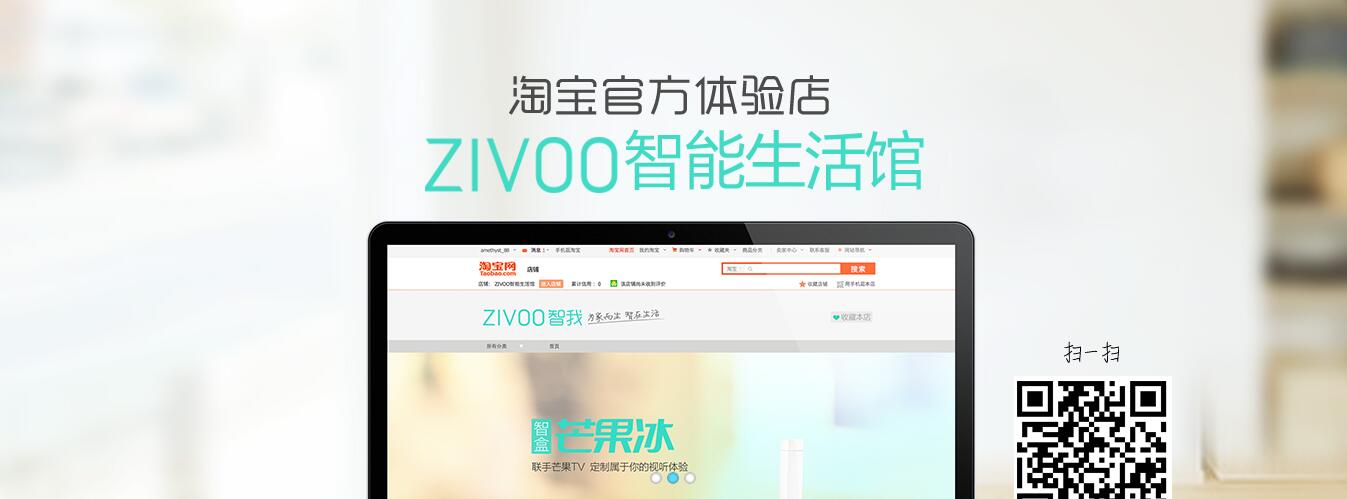 淘宝官方体验店
ZIVOO智能生活馆
amethyst_88 消息 1 手机逛淘宝 淘宝网首页 我的淘宝 购物车 收藏夹 商品分类 卖家中心 联系客服 网站导航
淘宝网 店铺 淘宝 搜索
Taobao.com
店铺: ZIVOO智能生活馆 进入店铺 累计信用: 0 该店铺尚未收到评价 收藏店铺 用手机逛本店
ZIVOO智我 为家而生 智在生活 收藏本店
所有分类 首页
扫一扫
智盒 芒果冰
联手芒果TV 定制属于你的视听体验